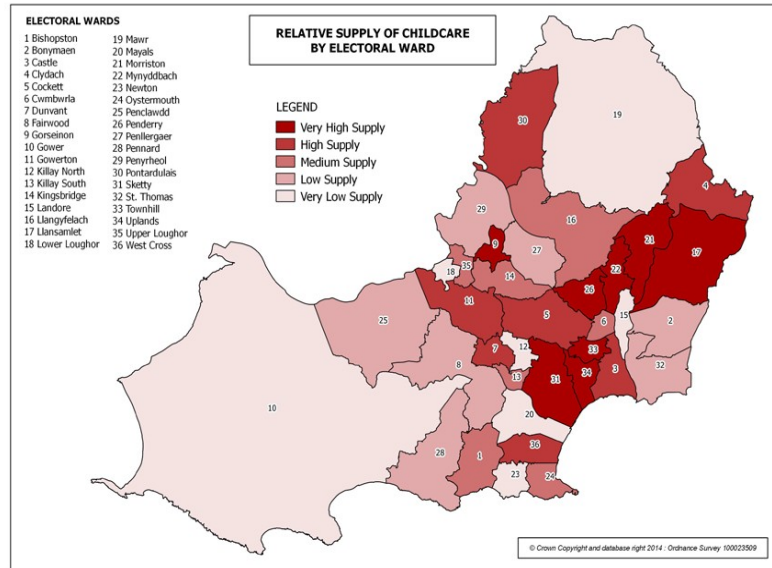 ELECTORAL WARDS
1 Bishopston
2 Bonymaen
3 Castle
4 Clydach
5 Cockett
6 Cwmbwrla
7 Dunvant
8 Fairwood
9 Gorseinon
10 Gower
11 Gowerton
12 Killay North
13 Killay South
14 Kingsbridge
15 Landore
16 Llangyfelach
17 Llansamlet
18 Lower Loughor
19 Mawr
20 Mayals
21 Morriston
22 Mynyddbach
23 Newton
24 Oystermouth
25 Penclawdd
26 Penderry
27 Penllergaer
28 Pennard
29 Penyrheol
30 Pontardulais
31 Sketty
32 St. Thomas
33 Townhill
34 Uplands
35 Upper Loughor
36 West Cross
RELATIVE SUPPLY OF CHILDCARE
BY ELECTORAL WARD
LEGEND
Very High Supply
High Supply
Medium Supply
Low Supply
Very Low Supply
30
19
4
29
16
21
9
27
17
22
18
35
14
26
11
15
5
25
6
2
12
7
33
8
32
13
31
34
3
10
20
36
28
1
23
24
© Crown Copyright and database right 2014 : Ordnance Survey 100023509